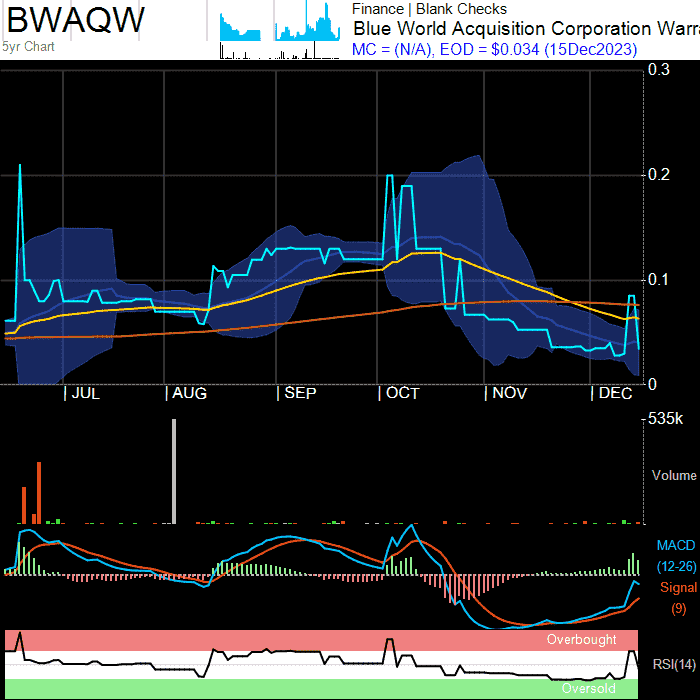 BWAQW
5yr Chart
Finance | Blank Checks
Blue World Acquisition Corporation Warra
MC = (N/A), EOD = $0.034 (15Dec2023)
0.3
0.2
0.1
0
| JUL | AUG | SEP | OCT | NOV | DEC
535k
Volume
MACD
(12-26)
Signal
(9)
Overbought
RSI(14)
Oversold